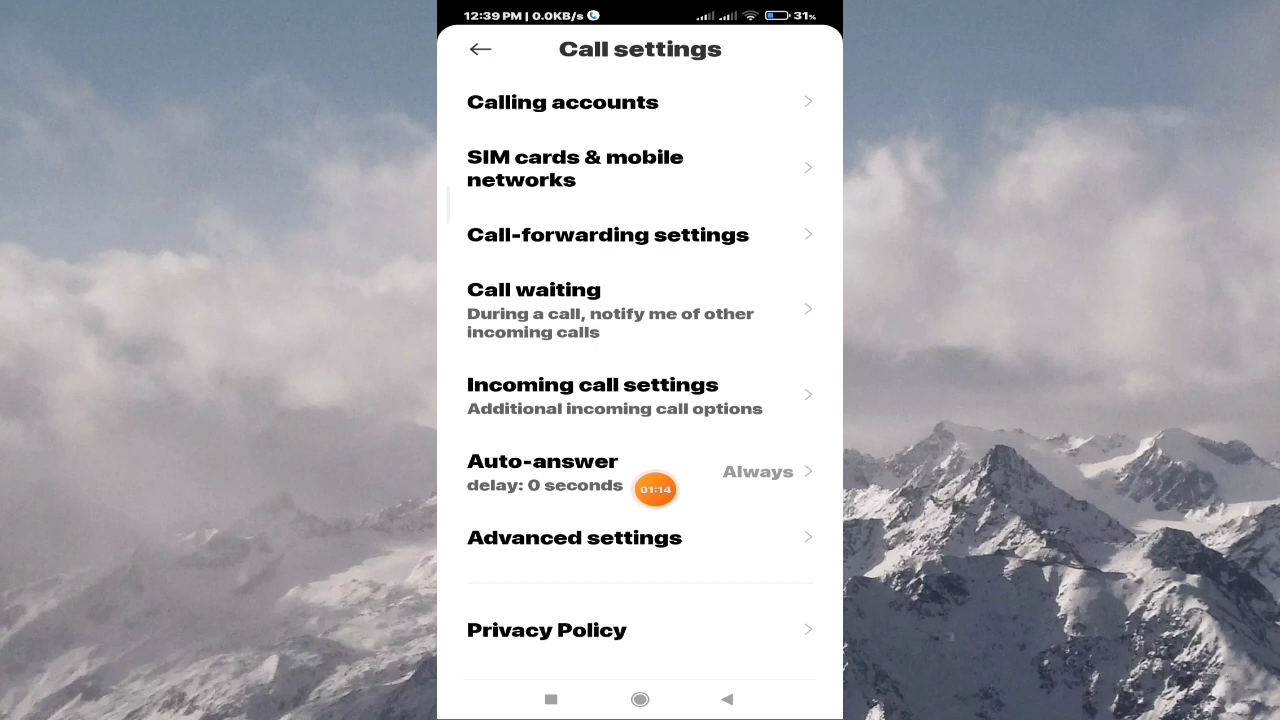 12:39 PM | 0.0KB/s 31%
Call settings
Calling accounts
SIM cards & mobile
networks
Call-forwarding settings
Call waiting
During a call, notify me of other
incoming calls
Incoming call settings
Additional incoming call options
Auto-answer
Always
delay: 0 seconds
01:14
Advanced settings
Privacy Policy